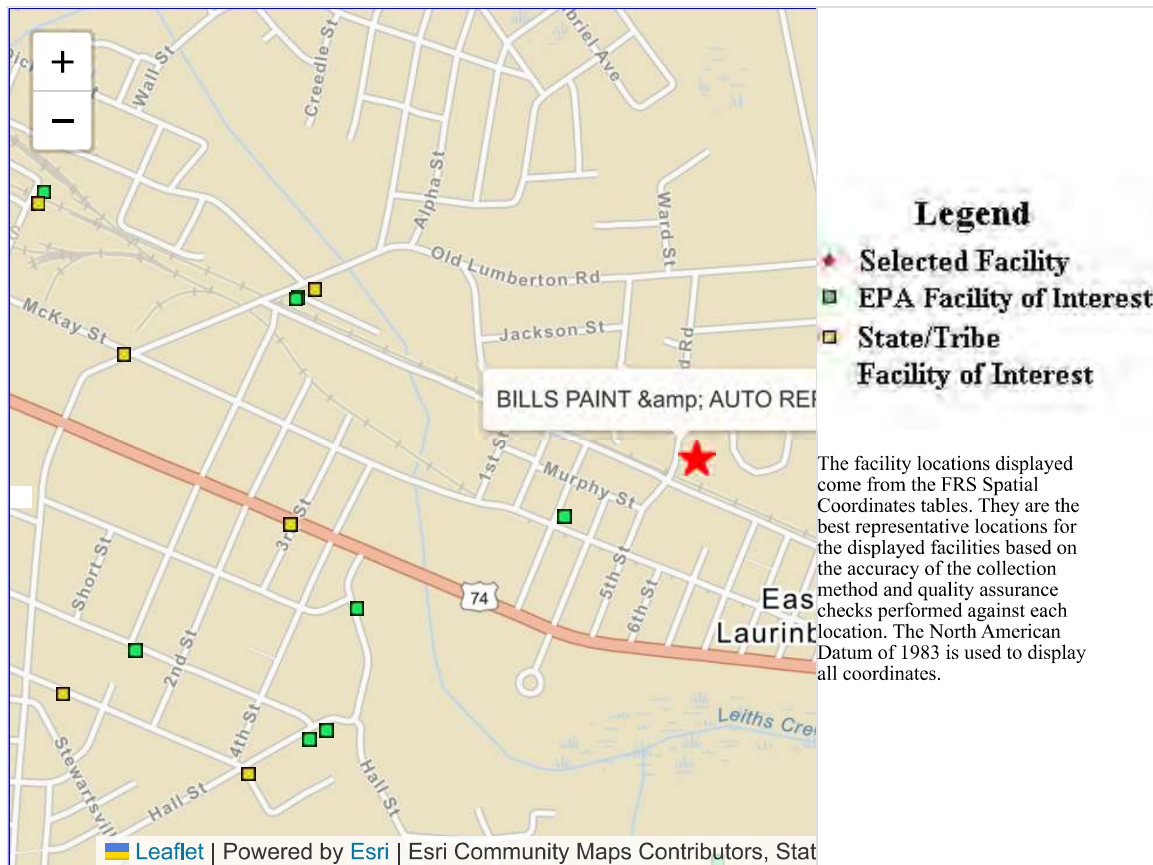 +
−
Wall St
Creedle St
briel Ave
Alpha St
Ward St
Old Lumberton Rd
McKay St
Jackson St
d Rd
BILLS PAINT &amp; AUTO REF
1st S
Murphy St
3rd St
Short St
74
5th St
6th St
Eas
Laurinb
2nd St
4th St
Leiths Cre
Stewartsvil
Hall St
Hall St
Leaflet | Powered by Esri | Esri Community Maps Contributors, Stat
Legend
Selected Facility
EPA Facility of Interest
State/Tribe
Facility of Interest
The facility locations displayed
come from the FRS Spatial
Coordinates tables. They are the
best representative locations for
the displayed facilities based on
the accuracy of the collection
method and quality assurance
checks performed against each
location. The North American
Datum of 1983 is used to display
all coordinates.